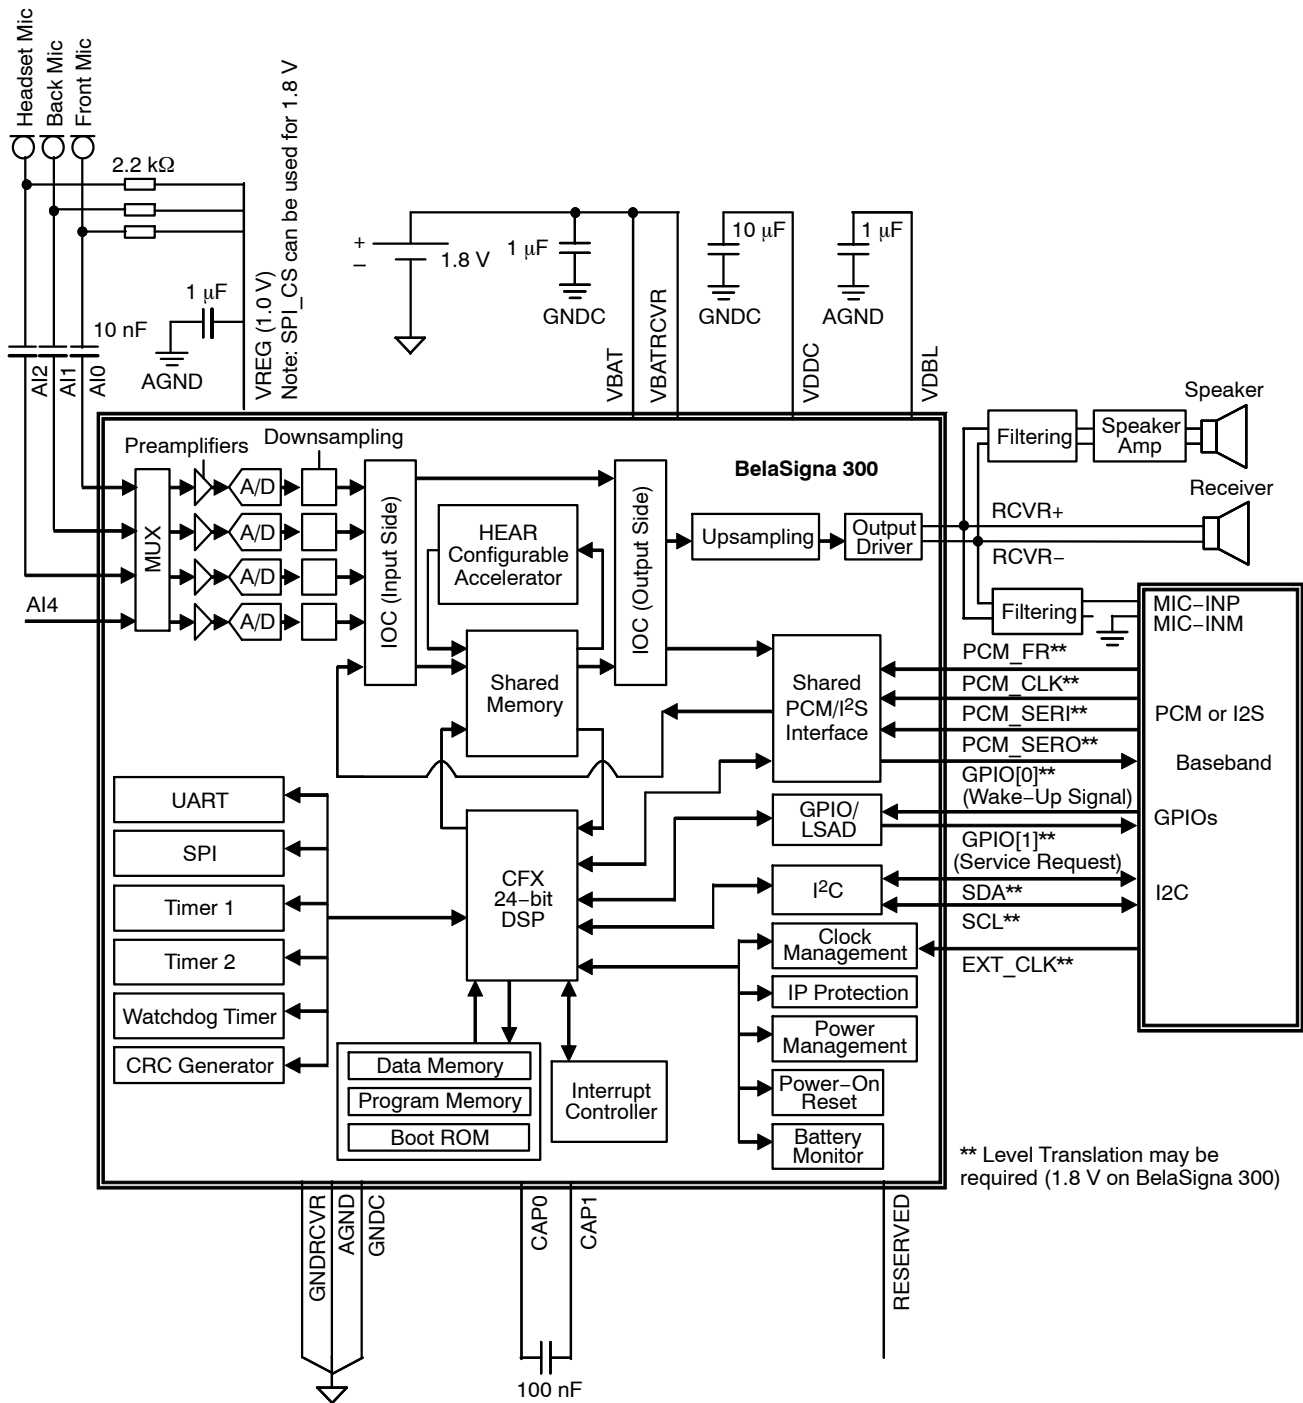 Headset Mic
Back Mic
Front Mic
2.2 kΩ
10 nF
1 μF
AGND
AI2
AI1
AI0
VREG (1.0 V)
Note: SPI_CS can be used for 1.8 V
+
−
1.8 V
1 μF
GNDC
10 μF
GNDC
1 μF
AGND
VBAT
VBATRCVR
VDDC
VDBL
Preamplifiers
Downsampling
BelaSigna 300
MUX
A/D
A/D
A/D
A/D
AI4
IOC (Input Side)
HEAR
Configurable
Accelerator
Shared
Memory
IOC (Output Side)
Upsampling
Output
Driver
Filtering
Speaker
Amp
Speaker
Receiver
RCVR+
RCVR−
Filtering
MIC−INP
MIC−INM
Shared
PCM/I2S
Interface
PCM_FR**
PCM_CLK**
PCM_SERI**
PCM_SERO**
PCM or I2S
Baseband
GPIO[0]**
(Wake−Up Signal)
GPIO/
LSAD
GPIOs
GPIO[1]**
(Service Request)
I2C
SDA**
I2C
SCL**
EXT_CLK**
UART
SPI
Timer 1
Timer 2
Watchdog Timer
CRC Generator
CFX
24−bit
DSP
Clock
Management
IP Protection
Power
Management
Power−On
Reset
Battery
Monitor
Data Memory
Program Memory
Boot ROM
Interrupt
Controller
** Level Translation may be
required (1.8 V on BelaSigna 300)
GNDRCVR
AGND
GNDC
CAP0
CAP1
RESERVED
100 nF